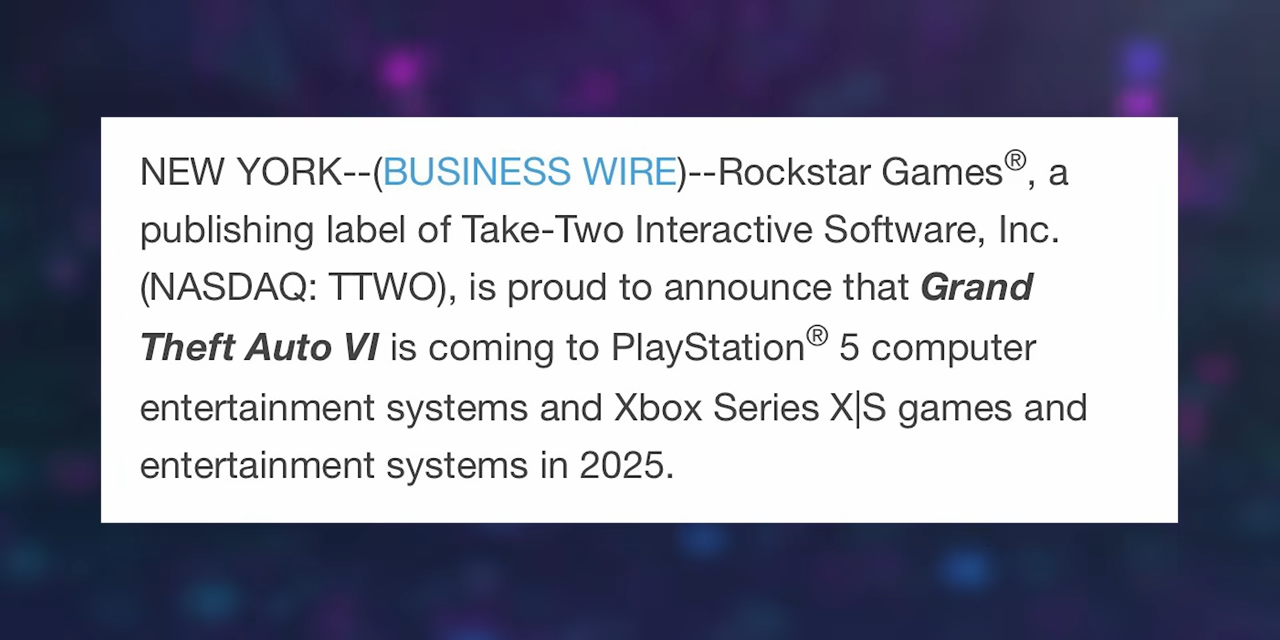 NEW YORK--(BUSINESS WIRE)--Rockstar Games®, a
publishing label of Take-Two Interactive Software, Inc.
(NASDAQ: TTWO), is proud to announce that Grand
Theft Auto VI is coming to PlayStation® 5 computer
entertainment systems and Xbox Series X|S games and
entertainment systems in 2025.